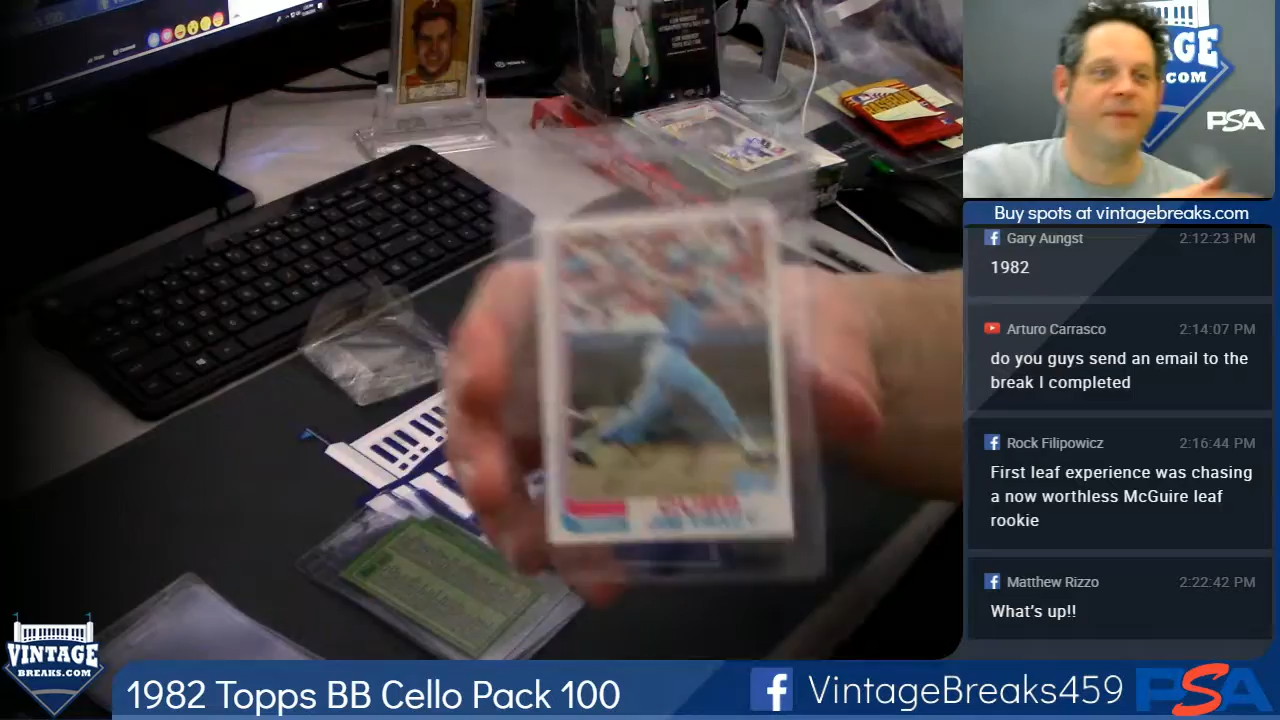 AGE
.COM
PSA
Buy spots at vintagebreaks.com
Gary Aungst 2:12:23 PM
1982
Arturo Carrasco 2:14:07 PM
do you guys send an email to the
break I completed
Rock Filipowicz 2:16:44 PM
First leaf experience was chasing
a now worthless McGuire leaf
rookie
Matthew Rizzo 2:22:42 PM
What's up!!
VINTAGE
BREAKS.COM
1982 Topps BB Cello Pack 100
VintageBreaks459
PSA